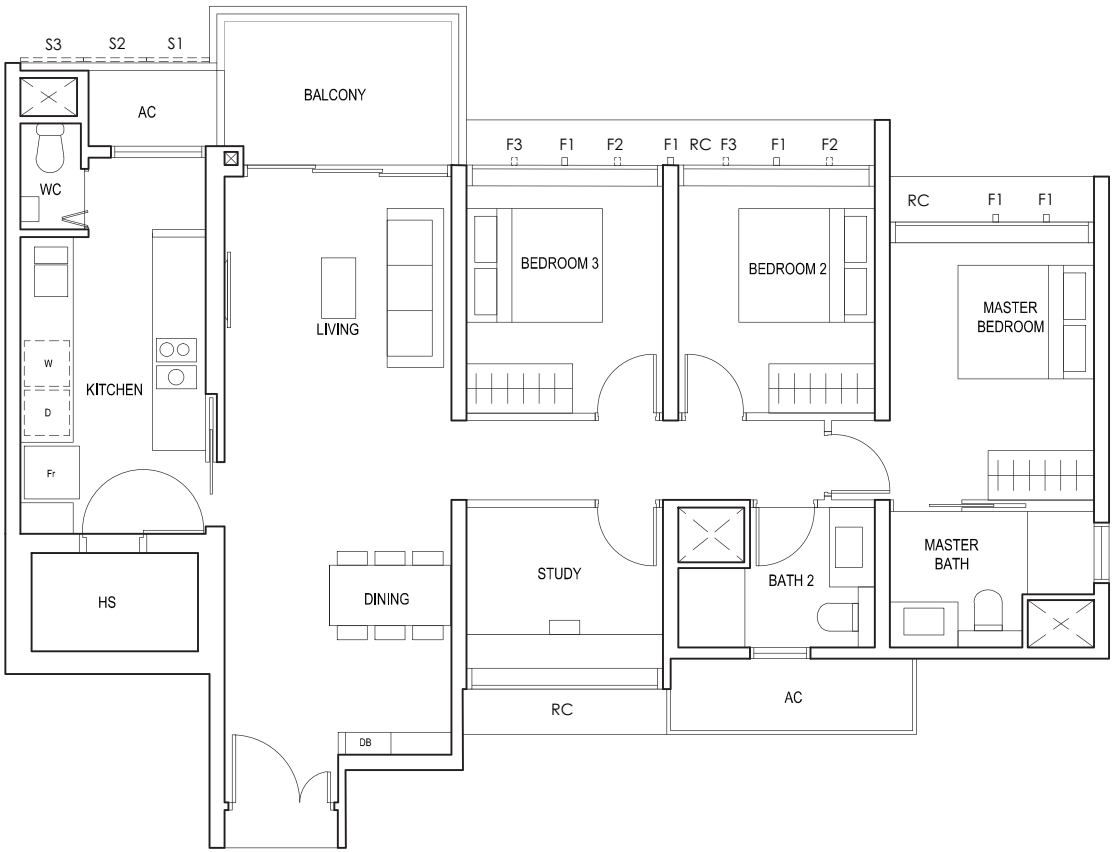 S3 S2 S1
BALCONY
AC
F3 F1 F2 F1 RC F3 F1 F2
WC
RC F1 F1
BEDROOM 3
BEDROOM 2
MASTER
BEDROOM
LIVING
W
KITCHEN
D
Fr
MASTER
BATH
STUDY
BATH 2
HS
DINING
AC
RC
DB